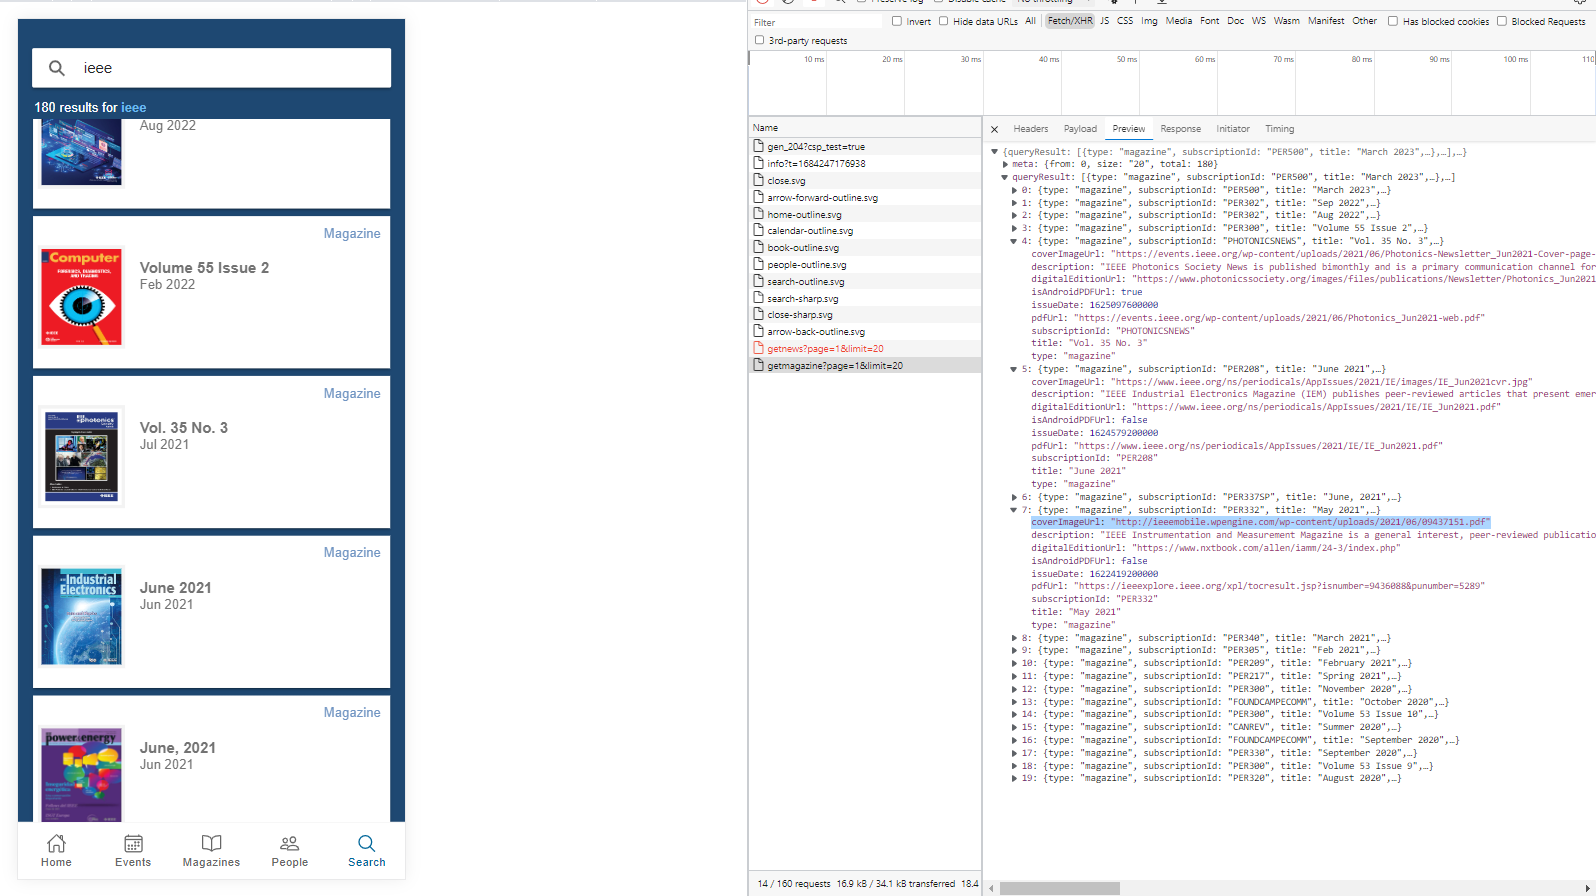 ieee
180 results for ieee
Aug 2022
Magazine
Computer
FORENSICS, DIAGNOSTICS,
AND TRACING
Volume 55 Issue 2
Feb 2022
Magazine
photonics
Vol. 35 No. 3
Jul 2021
Magazine
Industrial
Electronics
June 2021
Jun 2021
Magazine
power&energy
June, 2021
Jun 2021
Home
Events
Magazines
People
Search
Filter
Invert
Hide data URLs
All
Fetch/XHR
JS
CSS
Img
Media
Font
Doc
WS
Wasm
Manifest
Other
Has blocked cookies
Blocked Requests
3rd-party requests
10 ms
20 ms
30 ms
40 ms
50 ms
60 ms
70 ms
80 ms
90 ms
100 ms
110
Name
gen_204?csp_test=true
info?t=1684247176938
close.svg
arrow-forward-outline.svg
home-outline.svg
calendar-outline.svg
book-outline.svg
people-outline.svg
search-outline.svg
search-sharp.svg
close-sharp.svg
arrow-back-outline.svg
getnews?page=1&limit=20
getmagazine?page=1&limit=20
14 / 160 requests 16.9 kB / 34.1 kB transferred 18.4
Headers
Payload
Preview
Response
Initiator
Timing
{queryResult: [{type: "magazine", subscriptionId: "PER500", title: "March 2023",…},…],…}
meta: {from: 0, size: "20", total: 180}
queryResult: [{type: "magazine", subscriptionId: "PER500", title: "March 2023",…},…]
0: {type: "magazine", subscriptionId: "PER500", title: "March 2023",…}
1: {type: "magazine", subscriptionId: "PER302", title: "Sep 2022",…}
2: {type: "magazine", subscriptionId: "PER302", title: "Aug 2022",…}
3: {type: "magazine", subscriptionId: "PER300", title: "Volume 55 Issue 2",…}
4: {type: "magazine", subscriptionId: "PHOTONICSNEWS", title: "Vol. 35 No. 3",…}
coverImageUrl: "https://events.ieee.org/wp-content/uploads/2021/06/Photonics-Newsletter_Jun2021-Cover-page-
description: "IEEE Photonics Society News is published bimonthly and is a primary communication channel for
digitalEditionUrl: "https://www.photonicssociety.org/images/files/publications/Newsletter/Photonics_Jun2021
isAndroidPDFUrl: true
issueDate: 1625097600000
pdfUrl: "https://events.ieee.org/wp-content/uploads/2021/06/Photonics_Jun2021-web.pdf"
subscriptionId: "PHOTONICSNEWS"
title: "Vol. 35 No. 3"
type: "magazine"
5: {type: "magazine", subscriptionId: "PER208", title: "June 2021",…}
coverImageUrl: "https://www.ieee.org/ns/periodicals/AppIssues/2021/IE/images/IE_Jun2021cvr.jpg"
description: "IEEE Industrial Electronics Magazine (IEM) publishes peer-reviewed articles that present emer
digitalEditionUrl: "https://www.ieee.org/ns/periodicals/AppIssues/2021/IE/IE_Jun2021.pdf"
isAndroidPDFUrl: false
issueDate: 1624579200000
pdfUrl: "https://www.ieee.org/ns/periodicals/AppIssues/2021/IE/IE_Jun2021.pdf"
subscriptionId: "PER208"
title: "June 2021"
type: "magazine"
6: {type: "magazine", subscriptionId: "PER337SP", title: "June, 2021",…}
7: {type: "magazine", subscriptionId: "PER332", title: "May 2021",…}
coverImageUrl: "http://ieeemobile.wpengine.com/wp-content/uploads/2021/06/09437151.pdf"
description: "IEEE Instrumentation and Measurement Magazine is a general interest, peer-reviewed publicatio
digitalEditionUrl: "https://www.nxtbook.com/allen/iamm/24-3/index.php"
isAndroidPDFUrl: false
issueDate: 1622419200000
pdfUrl: "https://ieeexplore.ieee.org/xpl/tocresult.jsp?isnumber=9436088&punumber=5289"
subscriptionId: "PER332"
title: "May 2021"
type: "magazine"
8: {type: "magazine", subscriptionId: "PER340", title: "March 2021",…}
9: {type: "magazine", subscriptionId: "PER305", title: "Feb 2021",…}
10: {type: "magazine", subscriptionId: "PER209", title: "February 2021",…}
11: {type: "magazine", subscriptionId: "PER217", title: "Spring 2021",…}
12: {type: "magazine", subscriptionId: "PER300", title: "November 2020",…}
13: {type: "magazine", subscriptionId: "FOUNDCAMPECOMM", title: "October 2020",…}
14: {type: "magazine", subscriptionId: "PER300", title: "Volume 53 Issue 10",…}
15: {type: "magazine", subscriptionId: "CANREV", title: "Summer 2020",…}
16: {type: "magazine", subscriptionId: "FOUNDCAMPECOMM", title: "September 2020",…}
17: {type: "magazine", subscriptionId: "PER330", title: "September 2020",…}
18: {type: "magazine", subscriptionId: "PER300", title: "Volume 53 Issue 9",…}
19: {type: "magazine", subscriptionId: "PER320", title: "August 2020",…}